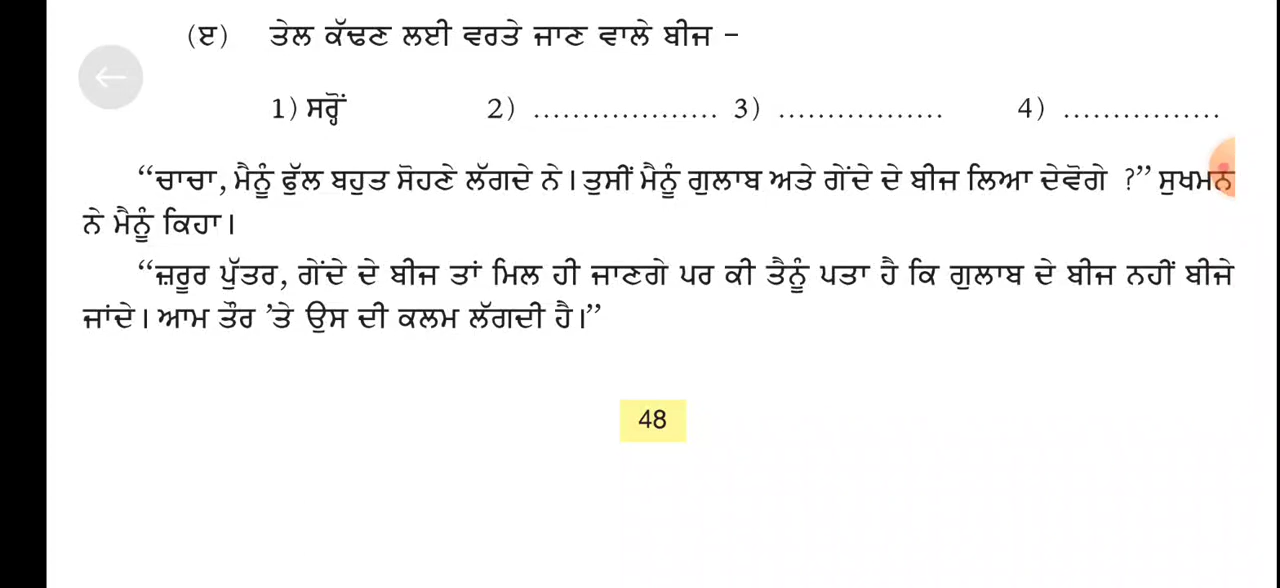 (ੲ) ਤੇਲ ਕੱਢਣ ਲਈ ਵਰਤੇ ਜਾਣ ਵਾਲੇ ਬੀਜ –
1) ਸਰ੍ਹੋਂ 2) ................... 3) ................. 4) ................
“ਚਾਚਾ, ਮੈਨੂੰ ਫੁੱਲ ਬਹੁਤ ਸੋਹਣੇ ਲੱਗਦੇ ਨੇ। ਤੁਸੀਂ ਮੈਨੂੰ ਗੁਲਾਬ ਅਤੇ ਗੇਂਦੇ ਦੇ ਬੀਜ ਲਿਆ ਦੇਵੋਗੇ ?” ਸੁਖਮਨ
ਨੇ ਮੈਨੂੰ ਕਿਹਾ।
“ਜ਼ਰੂਰ ਪੁੱਤਰ, ਗੇਂਦੇ ਦੇ ਬੀਜ ਤਾਂ ਮਿਲ ਹੀ ਜਾਣਗੇ ਪਰ ਕੀ ਤੈਨੂੰ ਪਤਾ ਹੈ ਕਿ ਗੁਲਾਬ ਦੇ ਬੀਜ ਨਹੀਂ ਬੀਜੇ
ਜਾਂਦੇ। ਆਮ ਤੌਰ ’ਤੇ ਉਸ ਦੀ ਕਲਮ ਲੱਗਦੀ ਹੈ।”
48